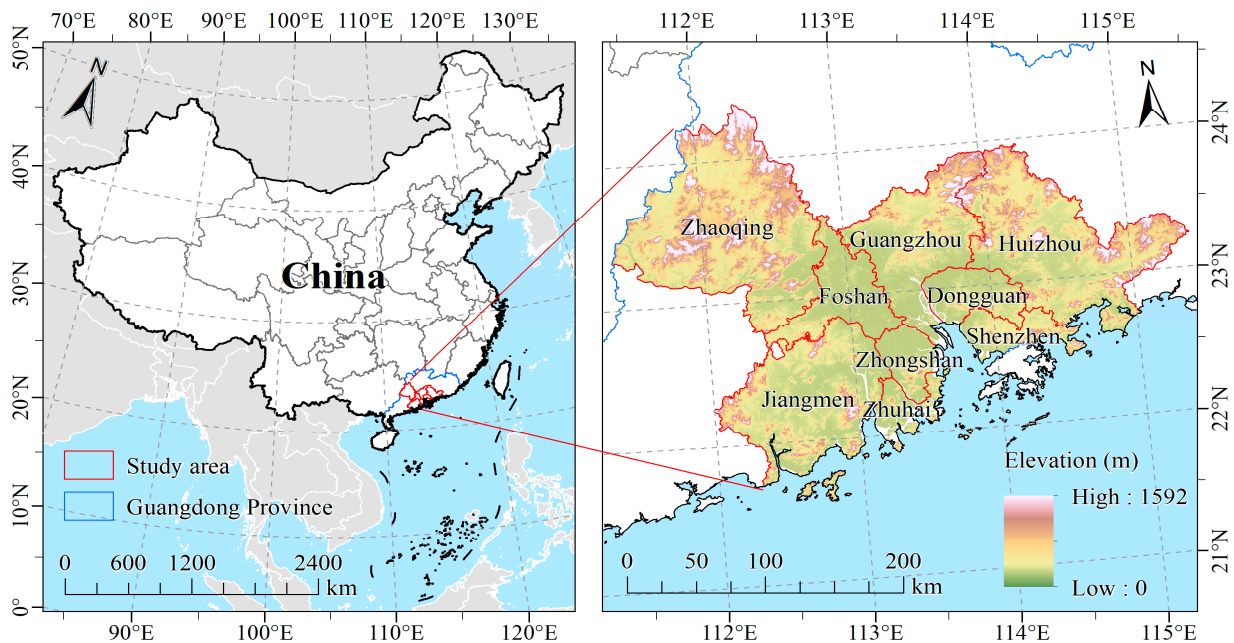 70°E 80°E 90°E 100°E 110°E 120°E 130°E
50°N
40°N
30°N
20°N
10°N
0°
N
China
Study area
Guangdong Province
0 600 1200 2400
km
90°E 100°E 110°E 120°E
112°E 113°E 114°E 115°E
N
24°N
23°N
22°N
21°N
Zhaoqing
Guangzhou
Huizhou
Foshan
Dongguan
Shenzhen
Zhongshan
Jiangmen
Zhuhai
Elevation (m)
High : 1592
Low : 0
0 50 100 200
km
112°E 113°E 114°E 115°E